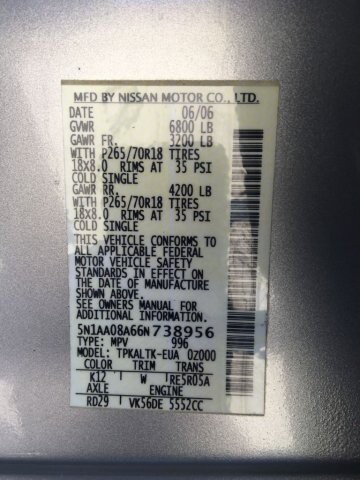 MFD BY NISSAN MOTOR CO., LTD.
DATE 06/06
GVWR 6800 LB
GAWR FR. 3200 LB
WITH P265/70R18 TIRES
18x8.0 RIMS AT 35 PSI
COLD SINGLE
GAWR RR. 4200 LB
WITH P265/70R18 TIRES
18x8.0 RIMS AT 35 PSI
COLD SINGLE
THIS VEHICLE CONFORMS TO
ALL APPLICABLE FEDERAL
MOTOR VEHICLE SAFETY
STANDARDS IN EFFECT ON
THE DATE OF MANUFACTURE
SHOWN ABOVE.
SEE OWNERS MANUAL FOR
ADDITIONAL INFORMATION.
5N1AA08A66N738956
TYPE: MPV 996
MODEL: TPKALTK-EUA 0Z000
COLOR TRIM TRANS
K12 W RE5R05A
AXLE ENGINE
RD29 VK56DE 5552CC